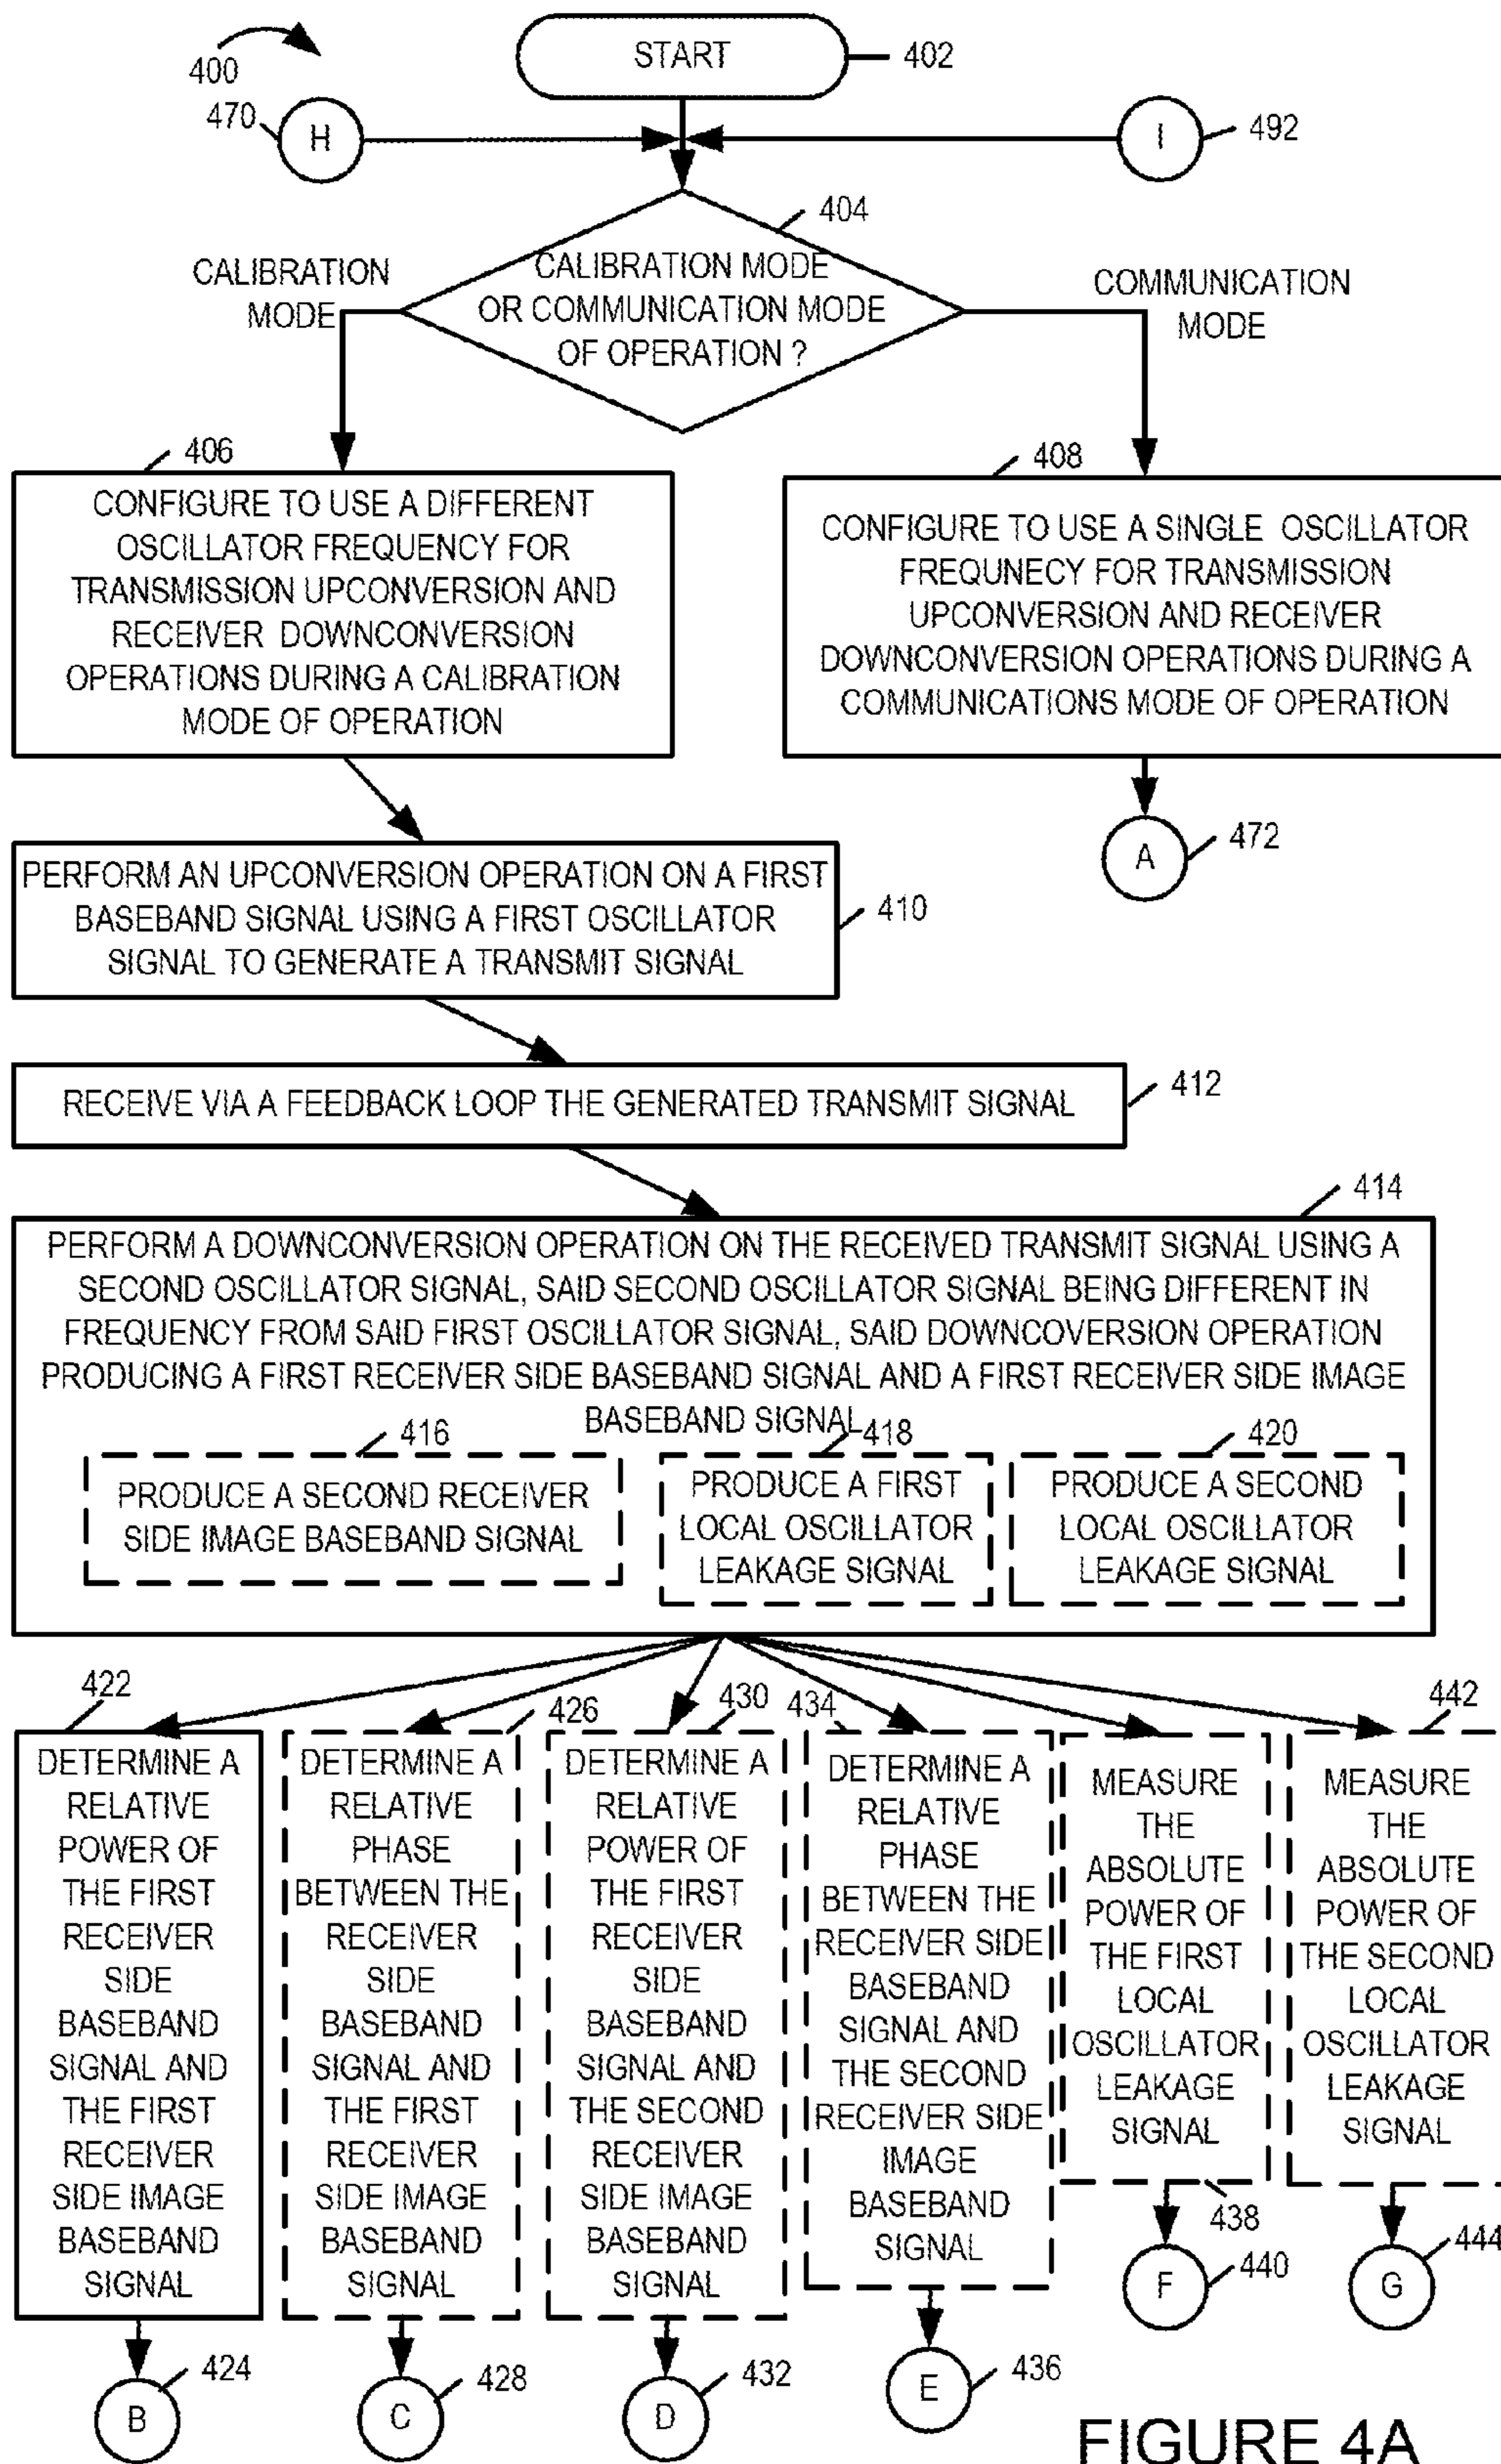 400
START
402
470
H
I
492
404
CALIBRATION
MODE
CALIBRATION MODE
OR COMMUNICATION MODE
OF OPERATION ?
COMMUNICATION
MODE
406
CONFIGURE TO USE A DIFFERENT
OSCILLATOR FREQUENCY FOR
TRANSMISSION UPCONVERSION AND
RECEIVER DOWNCONVERSION
OPERATIONS DURING A CALIBRATION
MODE OF OPERATION
408
CONFIGURE TO USE A SINGLE OSCILLATOR
FREQUNECY FOR TRANSMISSION
UPCONVERSION AND RECEIVER
DOWNCONVERSION OPERATIONS DURING A
COMMUNICATIONS MODE OF OPERATION
A
472
PERFORM AN UPCONVERSION OPERATION ON A FIRST
BASEBAND SIGNAL USING A FIRST OSCILLATOR
SIGNAL TO GENERATE A TRANSMIT SIGNAL
410
RECEIVE VIA A FEEDBACK LOOP THE GENERATED TRANSMIT SIGNAL
412
414
PERFORM A DOWNCONVERSION OPERATION ON THE RECEIVED TRANSMIT SIGNAL USING A
SECOND OSCILLATOR SIGNAL, SAID SECOND OSCILLATOR SIGNAL BEING DIFFERENT IN
FREQUENCY FROM SAID FIRST OSCILLATOR SIGNAL, SAID DOWNCOVERSION OPERATION
PRODUCING A FIRST RECEIVER SIDE BASEBAND SIGNAL AND A FIRST RECEIVER SIDE IMAGE
BASEBAND SIGNAL
416
PRODUCE A SECOND RECEIVER
SIDE IMAGE BASEBAND SIGNAL
418
PRODUCE A FIRST
LOCAL OSCILLATOR
LEAKAGE SIGNAL
420
PRODUCE A SECOND
LOCAL OSCILLATOR
LEAKAGE SIGNAL
422
DETERMINE A
RELATIVE
POWER OF
THE FIRST
RECEIVER
SIDE
BASEBAND
SIGNAL AND
THE FIRST
RECEIVER
SIDE IMAGE
BASEBAND
SIGNAL
B
424
426
DETERMINE A
RELATIVE
PHASE
BETWEEN THE
RECEIVER
SIDE
BASEBAND
SIGNAL AND
THE FIRST
RECEIVER
SIDE IMAGE
BASEBAND
SIGNAL
C
428
430
DETERMINE A
RELATIVE
POWER OF
THE FIRST
RECEIVER
SIDE
BASEBAND
SIGNAL AND
THE SECOND
RECEIVER
SIDE IMAGE
BASEBAND
SIGNAL
D
432
434
DETERMINE A
RELATIVE
PHASE
BETWEEN THE
RECEIVER SIDE
BASEBAND
SIGNAL AND
THE SECOND
RECEIVER SIDE
IMAGE
BASEBAND
SIGNAL
E
436
MEASURE
THE
ABSOLUTE
POWER OF
THE FIRST
LOCAL
OSCILLATOR
LEAKAGE
SIGNAL
438
F
440
442
MEASURE
THE
ABSOLUTE
POWER OF
THE SECOND
LOCAL
OSCILLATOR
LEAKAGE
SIGNAL
444
G
FIGURE 4A